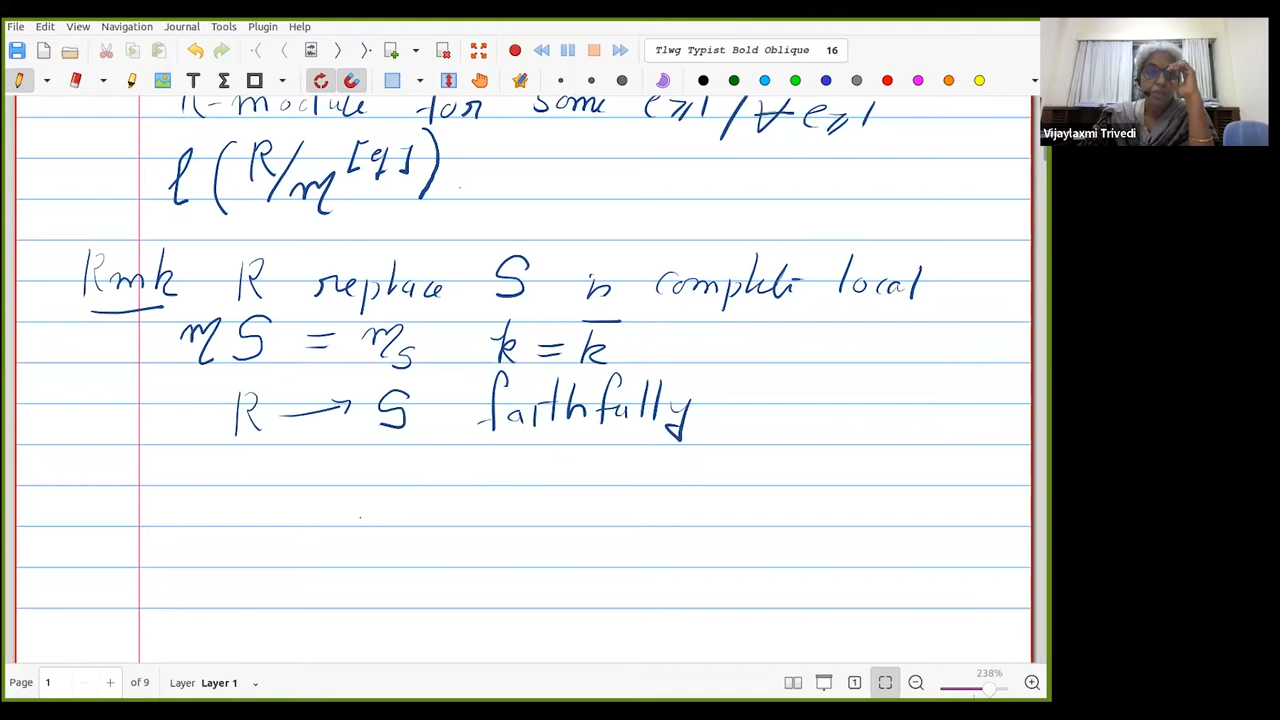 File Edit View Navigation Journal Tools Plugin Help
Tlwg Typist Bold Oblique 16
R-module for some e≥1 / ∀ e≥1
Vijaylaxmi Trivedi
ℓ(R/m^[q])
Rmk R replace S is complete local
mS = m_S k = k̅
R → S faithfully
Page 1 of 9 Layer Layer 1 238%